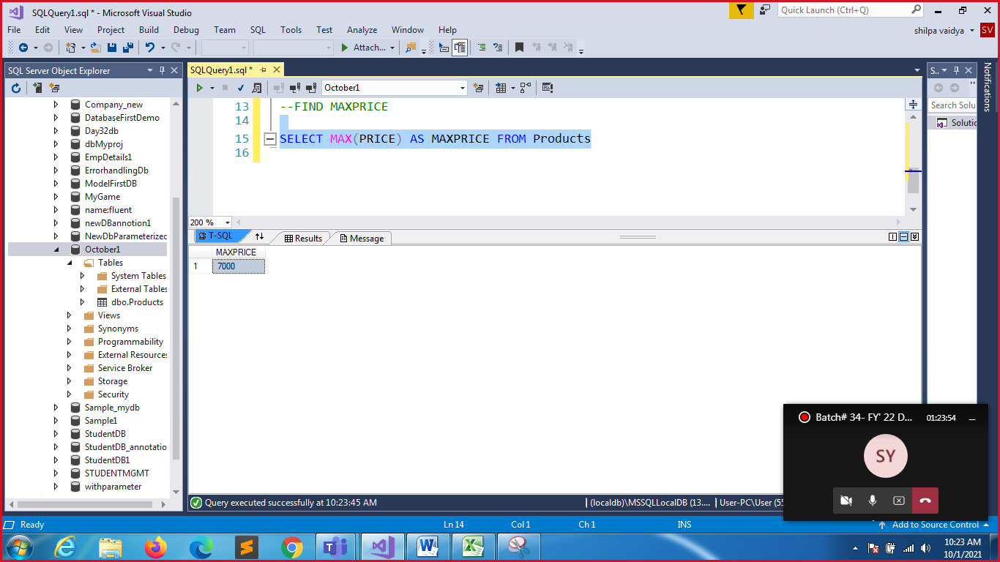 SQLQuery1.sql * - Microsoft Visual Studio
Quick Launch (Ctrl+Q)
File Edit View Project Build Debug Team SQL Tools Test Analyze Window Help
shilpa vaidya SV
Attach...
SQL Server Object Explorer
SQLQuery1.sql *
S..
Notifications
October1
Search Solu
Solutic
Company_new
DatabaseFirstDemo
Day32db
dbMyproj
EmpDetails1
ErrorhandlingDb
ModelFirstDB
MyGame
name:fluent
newDBannotion1
NewDbParameterized
October1
Tables
System Tables
External Tables
dbo.Products
Views
Synonyms
Programmability
External Resources
Service Broker
Storage
Security
Sample_mydb
Sample1
StudentDB
StudentDB_annotatio
StudentDB1
STUDENTMGMT
withparameter
13 --FIND MAXPRICE
14
15 SELECT MAX(PRICE) AS MAXPRICE FROM Products
16
200 %
T-SQL Results Message
MAXPRICE
1 7000
Batch# 34- FY' 22 D... 01:23:54
SY
Query executed successfully at 10:23:45 AM
(localdb)\MSSQLLocalDB (13.... User-PC\User (55
Ready Ln 14 Col 1 Ch 1 INS Add to Source Control
10:23 AM
10/1/2021